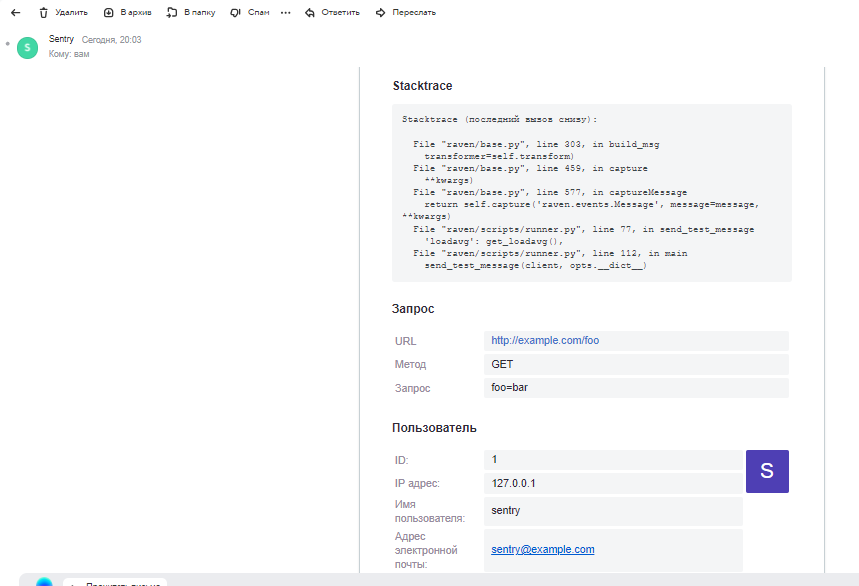 Удалить В архив В папку Спам Ответить Переслать
Sentry Сегодня, 20:03
S
Кому: вам
Stacktrace
Stacktrace (последний вызов снизу):
File "raven/base.py", line 303, in build_msg
transformer=self.transform)
File "raven/base.py", line 459, in capture
**kwargs)
File "raven/base.py", line 577, in captureMessage
return self.capture('raven.events.Message', message=message,
**kwargs)
File "raven/scripts/runner.py", line 77, in send_test_message
'loadavg': get_loadavg(),
File "raven/scripts/runner.py", line 112, in main
send_test_message(client, opts.__dict__)
Запрос
URL http://example.com/foo
Метод GET
Запрос foo=bar
Пользователь
ID: 1
S
IP адрес: 127.0.0.1
Имя
пользователя: sentry
Адрес
электронной
почты: sentry@example.com